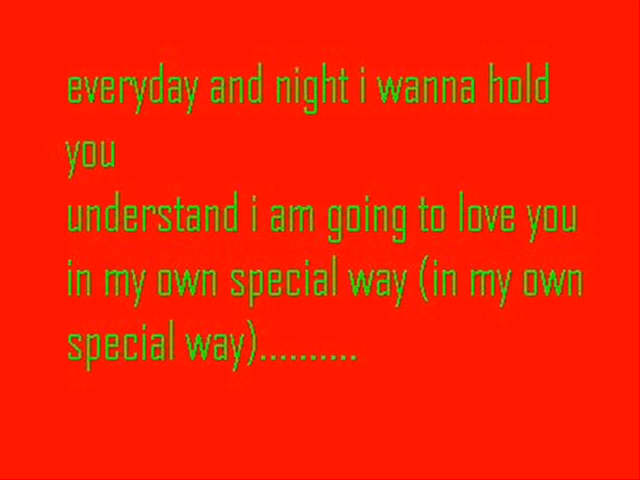 everyday and night i wanna hold
you
understand i am going to love you
in my own special way (in my own
special way)..........